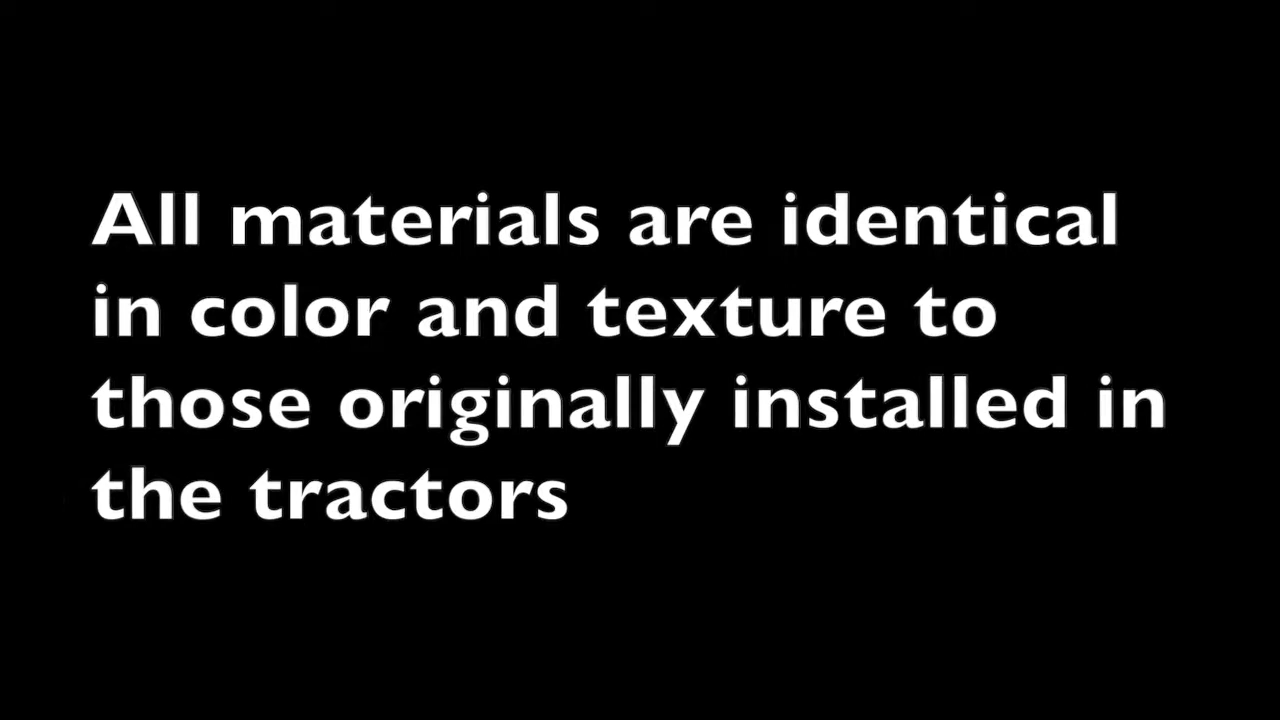 All materials are identical
in color and texture to
those originally installed in
the tractors